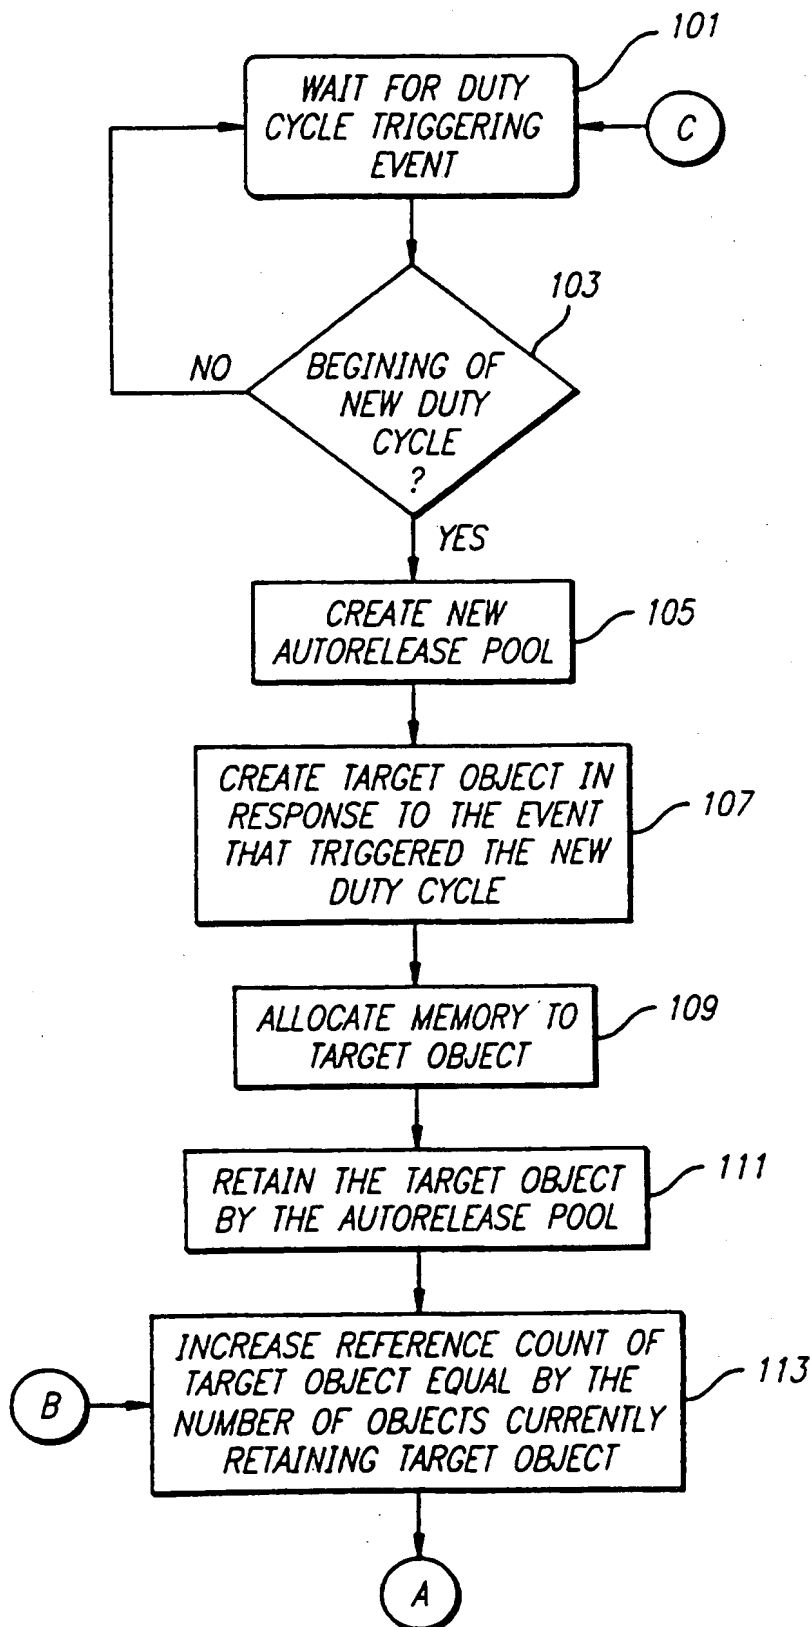 101
WAIT FOR DUTY
CYCLE TRIGGERING
EVENT
C
103
BEGINING OF
NEW DUTY
CYCLE
?
NO
YES
CREATE NEW
AUTORELEASE POOL
105
CREATE TARGET OBJECT IN
RESPONSE TO THE EVENT
THAT TRIGGERED THE NEW
DUTY CYCLE
107
ALLOCATE MEMORY TO
TARGET OBJECT
109
RETAIN THE TARGET OBJECT
BY THE AUTORELEASE POOL
111
INCREASE REFERENCE COUNT OF
TARGET OBJECT EQUAL BY THE
NUMBER OF OBJECTS CURRENTLY
RETAINING TARGET OBJECT
113
B
A